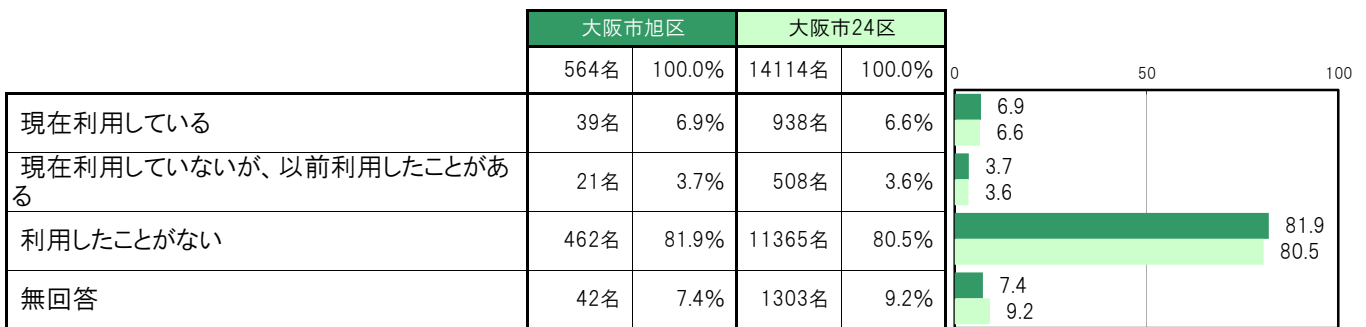 大阪市旭区 大阪市24区
564名 100.0% 14114名 100.0% 0 50 100
現在利用している 39名 6.9% 938名 6.6% 6.9
6.6
現在利用していないが、以前利用したことがあ
る 21名 3.7% 508名 3.6% 3.7
3.6
利用したことがない 462名 81.9% 11365名 80.5% 81.9
80.5
無回答 42名 7.4% 1303名 9.2% 7.4
9.2